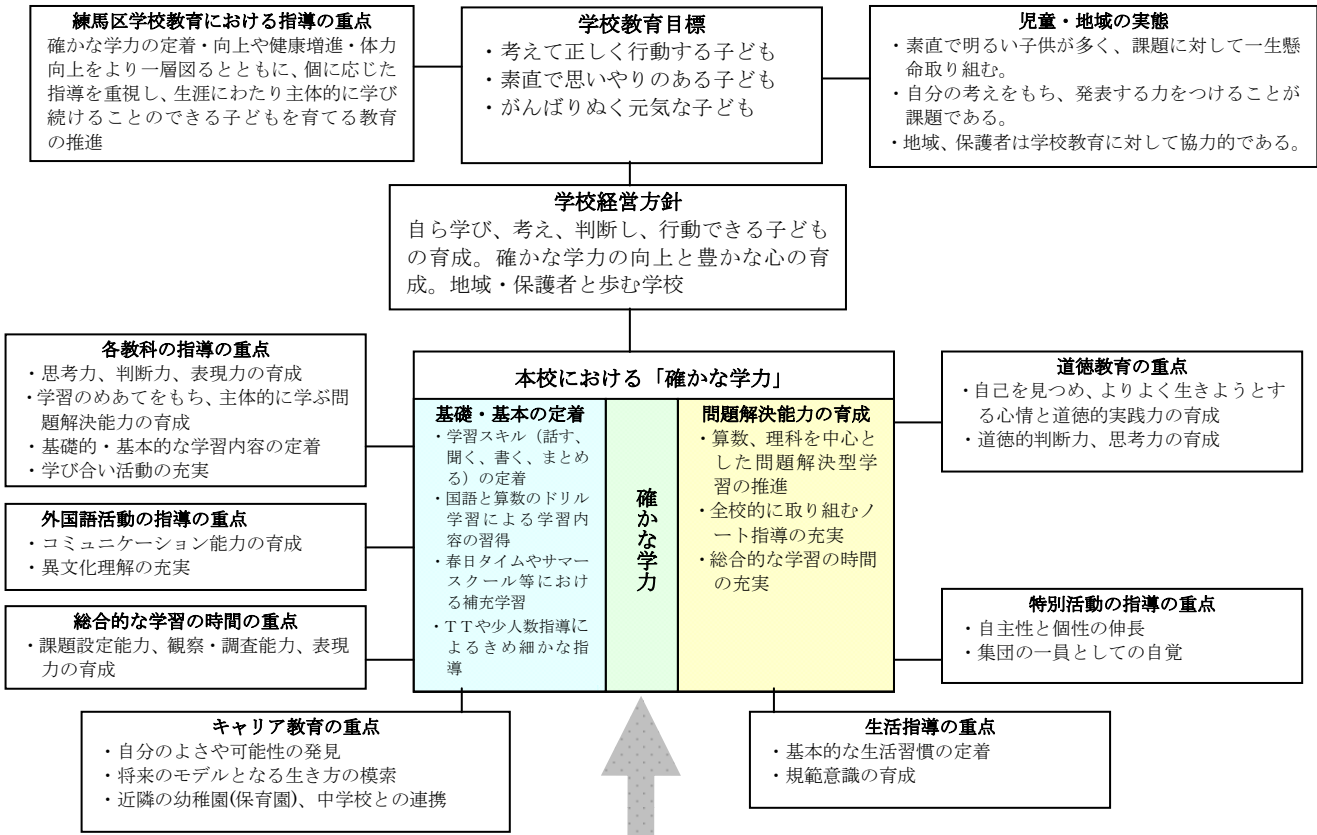 練馬区学校教育における指導の重点
確かな学力の定着・向上や健康増進・体力
向上をより一層図るとともに、個に応じた
指導を重視し、生涯にわたり主体的に学び
続けることのできる子どもを育てる教育
の推進
学校教育目標
・考えて正しく行動する子ども
・素直で思いやりのある子ども
・がんばりぬく元気な子ども
児童・地域の実態
・素直で明るい子供が多く、課題に対して一生懸
命取り組む。
・自分の考えをもち、発表する力をつけることが
課題である。
・地域、保護者は学校教育に対して協力的である。
学校経営方針
自ら学び、考え、判断し、行動できる子ども
の育成。確かな学力の向上と豊かな心の育
成。地域・保護者と歩む学校
各教科の指導の重点
・思考力、判断力、表現力の育成
・学習のめあてをもち、主体的に学ぶ問
題解決能力の育成
・基礎的・基本的な学習内容の定着
・学び合い活動の充実
外国語活動の指導の重点
・コミュニケーション能力の育成
・異文化理解の充実
総合的な学習の時間の重点
・課題設定能力、観察・調査能力、表現
力の育成
本校における「確かな学力」
基礎・基本の定着
・学習スキル（話す、
聞く、書く、まとめ
る）の定着
・国語と算数のドリル
学習による学習内
容の習得
・春日タイムやサマー
スクール等におけ
る補充学習
・ＴＴや少人数指導に
よるきめ細かな指
導
確かな学力
問題解決能力の育成
・算数、理科を中心と
した問題解決型学
習の推進
・全校的に取り組むノ
ート指導の充実
・総合的な学習の時間
の充実
道徳教育の重点
・自己を見つめ、よりよく生きようとす
る心情と道徳的実践力の育成
・道徳的判断力、思考力の育成
特別活動の指導の重点
・自主性と個性の伸長
・集団の一員としての自覚
キャリア教育の重点
・自分のよさや可能性の発見
・将来のモデルとなる生き方の模索
・近隣の幼稚園(保育園)、中学校との連携
生活指導の重点
・基本的な生活習慣の定着
・規範意識の育成